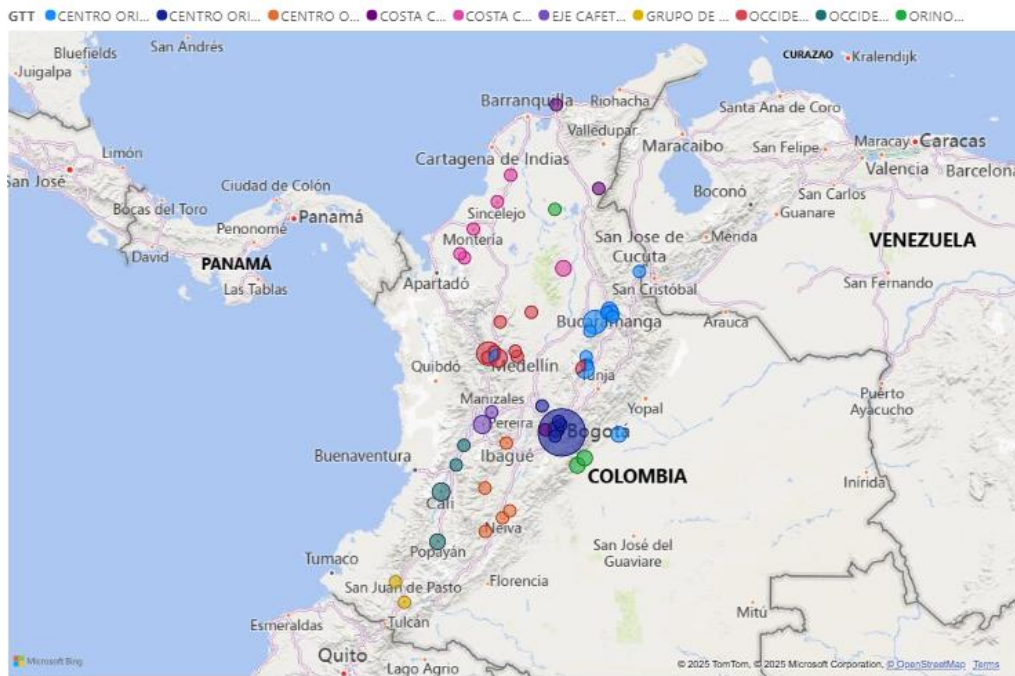 GTT CENTRO ORI... CENTRO ORI... CENTRO O... COSTA C... COSTA C... EJE CAFET... GRUPO DE ... OCCIDE... OCCIDE... ORINO...
San Andrés
Bluefields
Juigalpa
CURAZAO
Kralendijk
Barranquilla
Riohacha
Santa Ana de Coro
Valledupar
Maracaibo
San Felipe
Maracay
Caracas
Limón
Cartagena de Indias
Valencia
Barcelona
San José
Ciudad de Colón
Boconó
San Carlos
Bocas del Toro
Panamá
Sincelejo
Guanare
Penonomé
Montería
San Jose de
Cucuta
Mérida
VENEZUELA
David
PANAMÁ
Las Tablas
Apartadó
San Cristóbal
San Fernando
Bucaramanga
Arauca
Quibdó
Medellín
Tunja
Puerto
Ayacucho
Manizales
Yopal
Pereira
Bogotá
Buenaventura
Ibagué
COLOMBIA
Inírida
Cali
Neiva
Popayán
San José del
Guaviare
Tumaco
San Juan de Pasto
Florencia
Mitú
Esmeraldas
Tulcán
Quito
Lago Agrio
Microsoft Bing
© 2025 TomTom, © 2025 Microsoft Corporation, © OpenStreetMap Terms